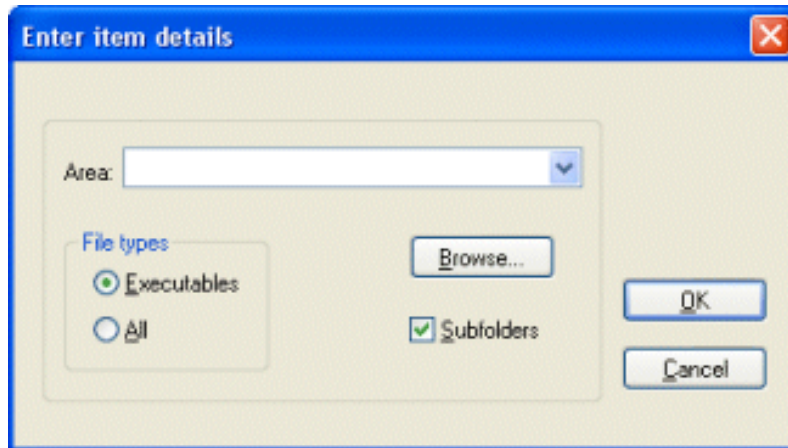 Enter item details
Area:
File types
Executables
All
Browse...
Subfolders
OK
Cancel